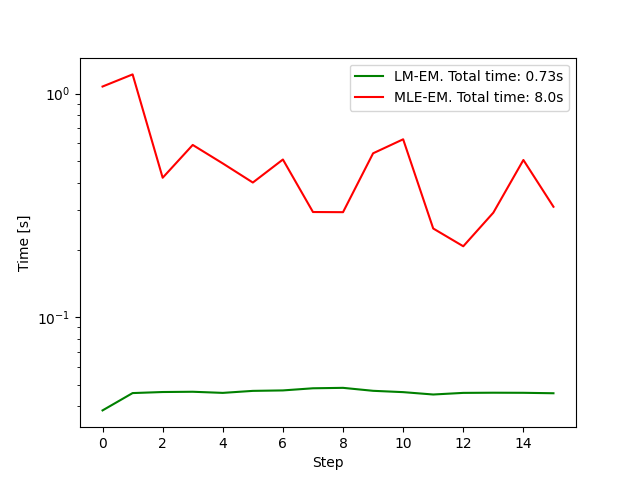 LM-EM. Total time: 0.73s
MLE-EM. Total time: 8.0s
Time [s]
10⁰
10⁻¹
0 2 4 6 8 10 12 14
Step